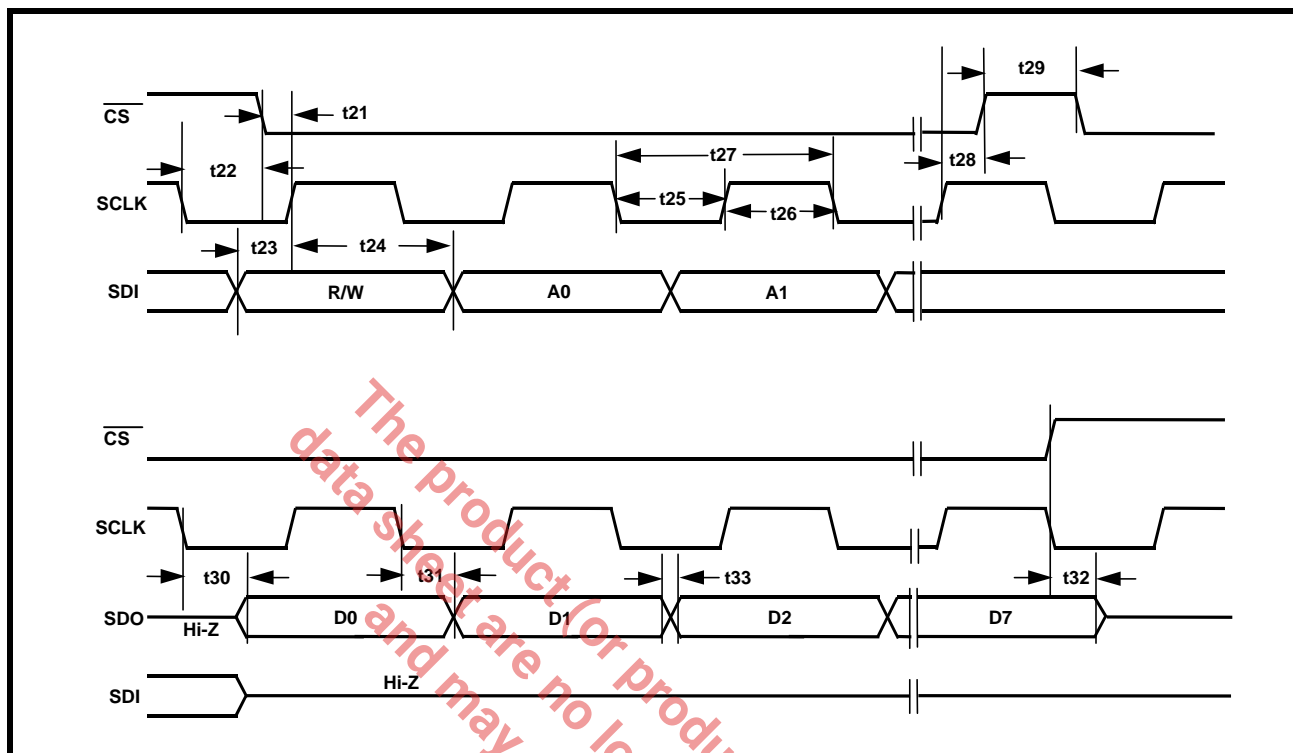 t29
CS
t21
t27
t28
t22
SCLK
t25
t26
t23
t24
SDI
R/W
A0
A1
CS
SCLK
t30
t31
t33
t32
SDO
Hi-Z
D0
D1
D2
D7
SDI
Hi-Z
The product (or produ
data sheet are no lo
and may